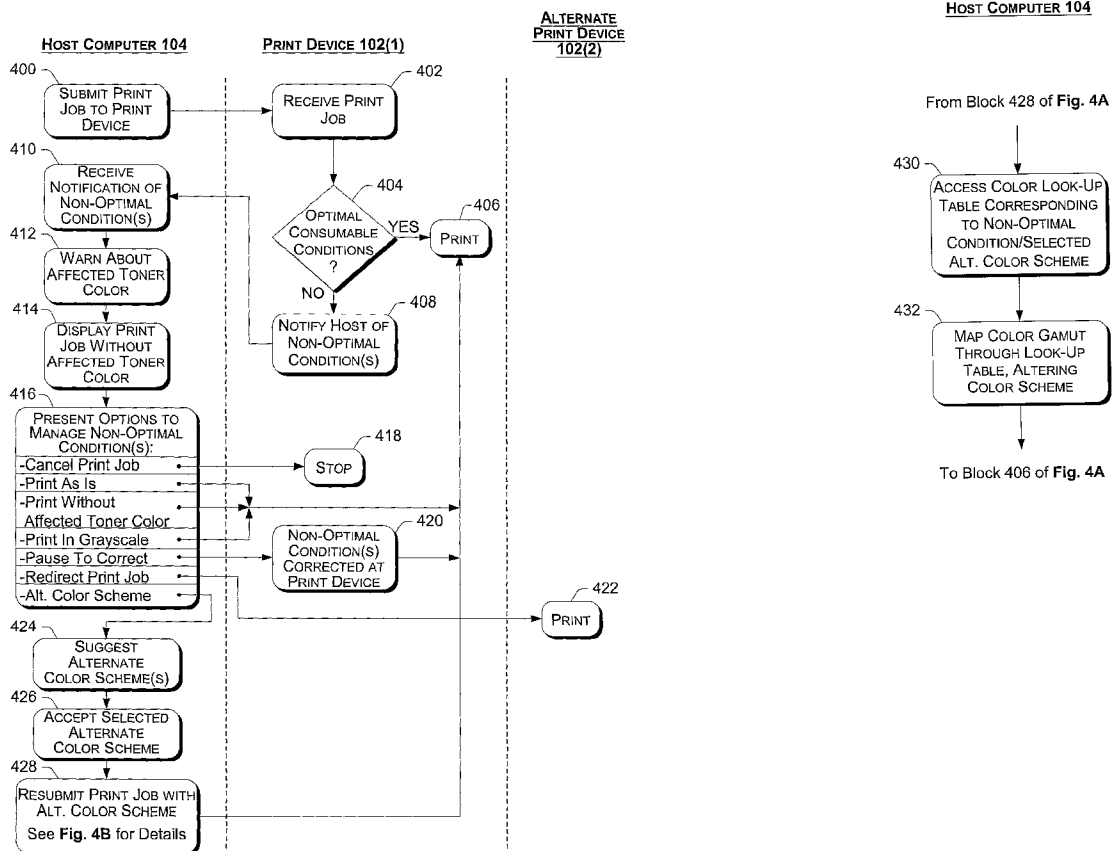 HOST COMPUTER 104
PRINT DEVICE 102(1)
ALTERNATE
PRINT DEVICE
102(2)
400
SUBMIT PRINT
JOB TO PRINT
DEVICE
402
RECEIVE PRINT
JOB
410
RECEIVE
NOTIFICATION OF
NON-OPTIMAL
CONDITION(S)
404
OPTIMAL
CONSUMABLE
CONDITIONS
?
YES
NO
406
PRINT
412
WARN ABOUT
AFFECTED TONER
COLOR
408
NOTIFY HOST OF
NON-OPTIMAL
CONDITION(S)
414
DISPLAY PRINT
JOB WITHOUT
AFFECTED TONER
COLOR
416
PRESENT OPTIONS TO
MANAGE NON-OPTIMAL
CONDITION(S):
-Cancel Print Job
-Print As Is
-Print Without
Affected Toner Color
-Print In Grayscale
-Pause To Correct
-Redirect Print Job
-Alt. Color Scheme
418
STOP
420
NON-OPTIMAL
CONDITION(S)
CORRECTED AT
PRINT DEVICE
422
PRINT
424
SUGGEST
ALTERNATE
COLOR SCHEME(S)
426
ACCEPT SELECTED
ALTERNATE
COLOR SCHEME
428
RESUBMIT PRINT JOB WITH
ALT. COLOR SCHEME
See Fig. 4B for Details
HOST COMPUTER 104
From Block 428 of Fig. 4A
430
ACCESS COLOR LOOK-UP
TABLE CORRESPONDING
TO NON-OPTIMAL
CONDITION/SELECTED
ALT. COLOR SCHEME
432
MAP COLOR GAMUT
THROUGH LOOK-UP
TABLE, ALTERING
COLOR SCHEME
To Block 406 of Fig. 4A